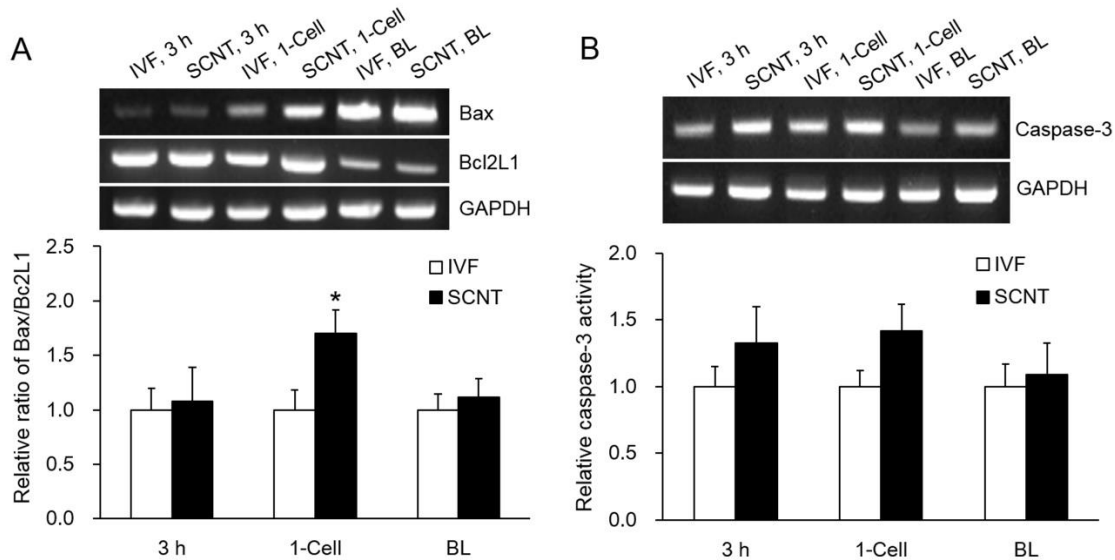 A
IVF, 3 h
SCNT, 3 h
IVF, 1-Cell
SCNT, 1-Cell
IVF, BL
SCNT, BL
Bax
Bcl2L1
GAPDH
Relative ratio of Bax/Bc2L1
2.5
2.0
1.5
1.0
0.5
0.0
IVF
SCNT
*
3 h
1-Cell
BL
B
IVF, 3 h
SCNT, 3 h
IVF, 1-Cell
SCNT, 1-Cell
IVF, BL
SCNT, BL
Caspase-3
GAPDH
Relative caspase-3 activity
2.0
1.5
1.0
0.5
0.0
IVF
SCNT
3 h
1-Cell
BL